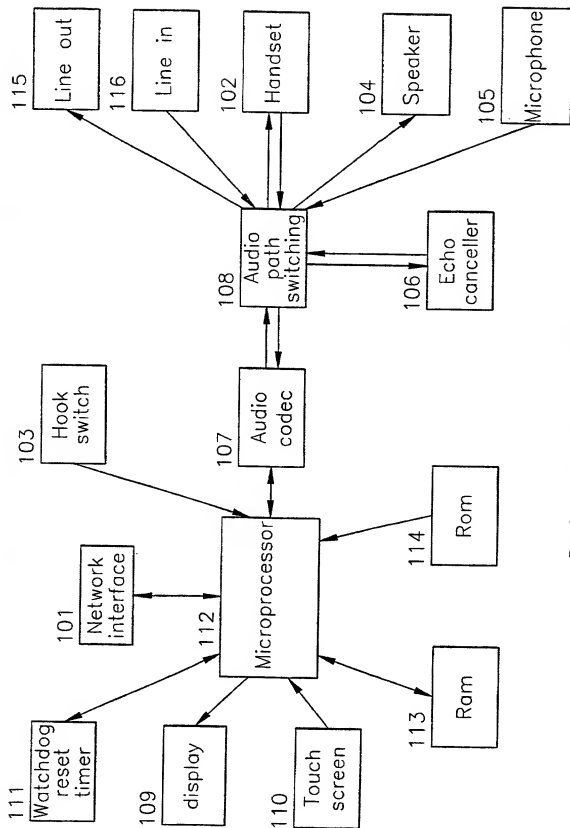 115
Line out
116
Line in
102
Handset
104
Speaker
105
Microphone
108
Audio
path
switching
106
Echo
canceller
103
Hook
switch
107
Audio
codec
101
Network
interface
112
Microprocessor
114
Rom
113
Ram
111
Watchdog
reset
timer
109
display
110
Touch
screen